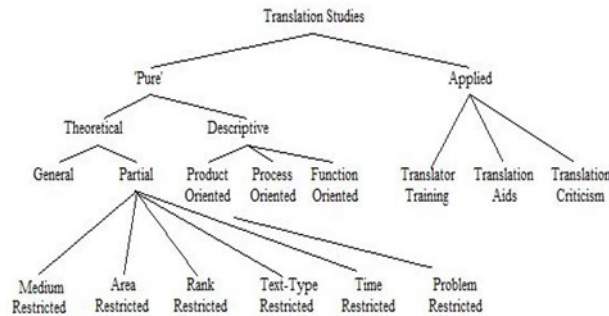 Translation Studies
'Pure'
Applied
Theoretical
Descriptive
General
Partial
Product
Oriented
Process
Oriented
Function
Oriented
Translator
Training
Translation
Aids
Translation
Criticism
Medium
Restricted
Area
Restricted
Rank
Restricted
Text-Type
Restricted
Time
Restricted
Problem
Restricted